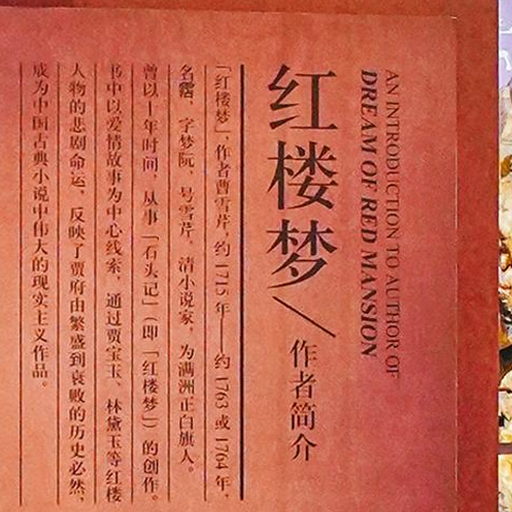 AN INTRODUCTION TO AUTHOR OF
DREAM OF RED MANSION
红楼梦/作者简介
「红楼梦」，作者曹雪芹，约1715年——约1763或1764年，
名霑，字梦阮，号雪芹，清小说家，为满洲正白旗人。
曾以十年时间，从事「石头记」（即「红楼梦」）的创作。
书中以爱情故事为中心线索，通过贾宝玉、林黛玉等红楼
人物的悲剧命运，反映了贾府由繁盛到衰败的历史必然，
成为中国古典小说中伟大的现实主义作品。